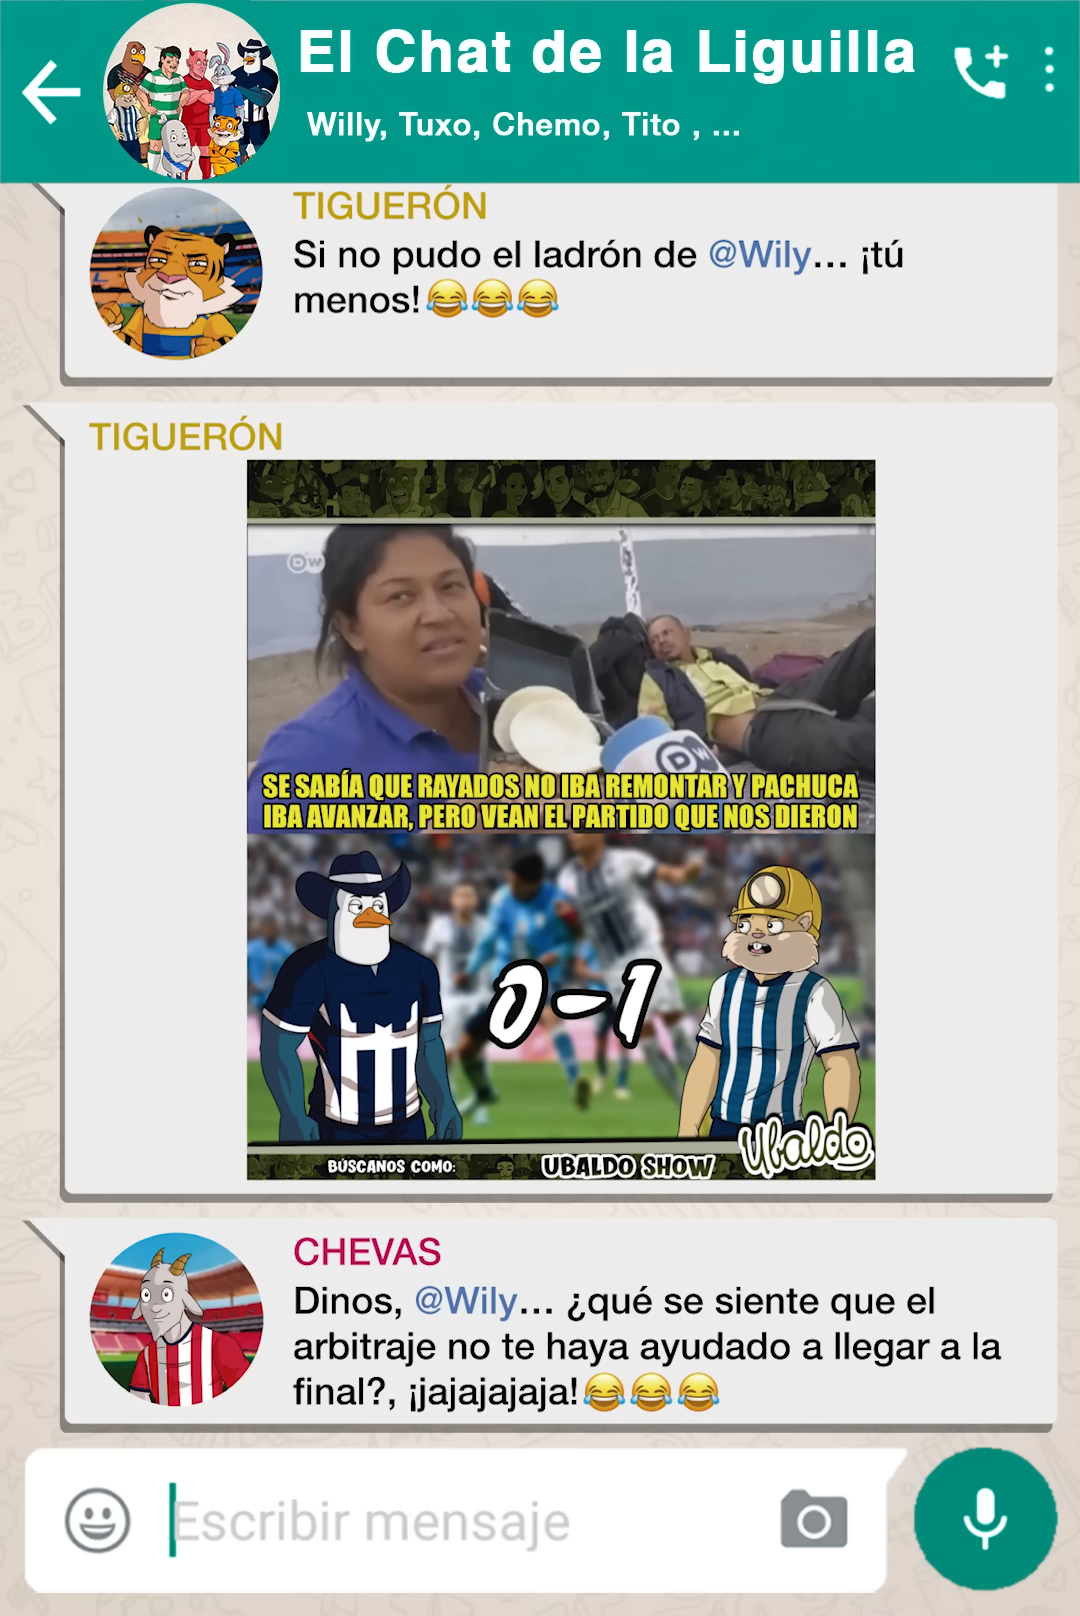 El Chat de la Liguilla
Willy, Tuxo, Chemo, Tito , ...
TIGUERÓN
Si no pudo el ladrón de @Wily... ¡tú
menos!😂😂😂
TIGUERÓN
DW
DW
SE SABÍA QUE RAYADOS NO IBA REMONTAR Y PACHUCA
IBA AVANZAR, PERO VEAN EL PARTIDO QUE NOS DIERON
0-1
BÚSCANOS COMO: UBALDO SHOW Ubaldo
CHEVAS
Dinos, @Wily... ¿qué se siente que el
arbitraje no te haya ayudado a llegar a la
final?, ¡jajajajaja!😂😂😂
Escribir mensaje